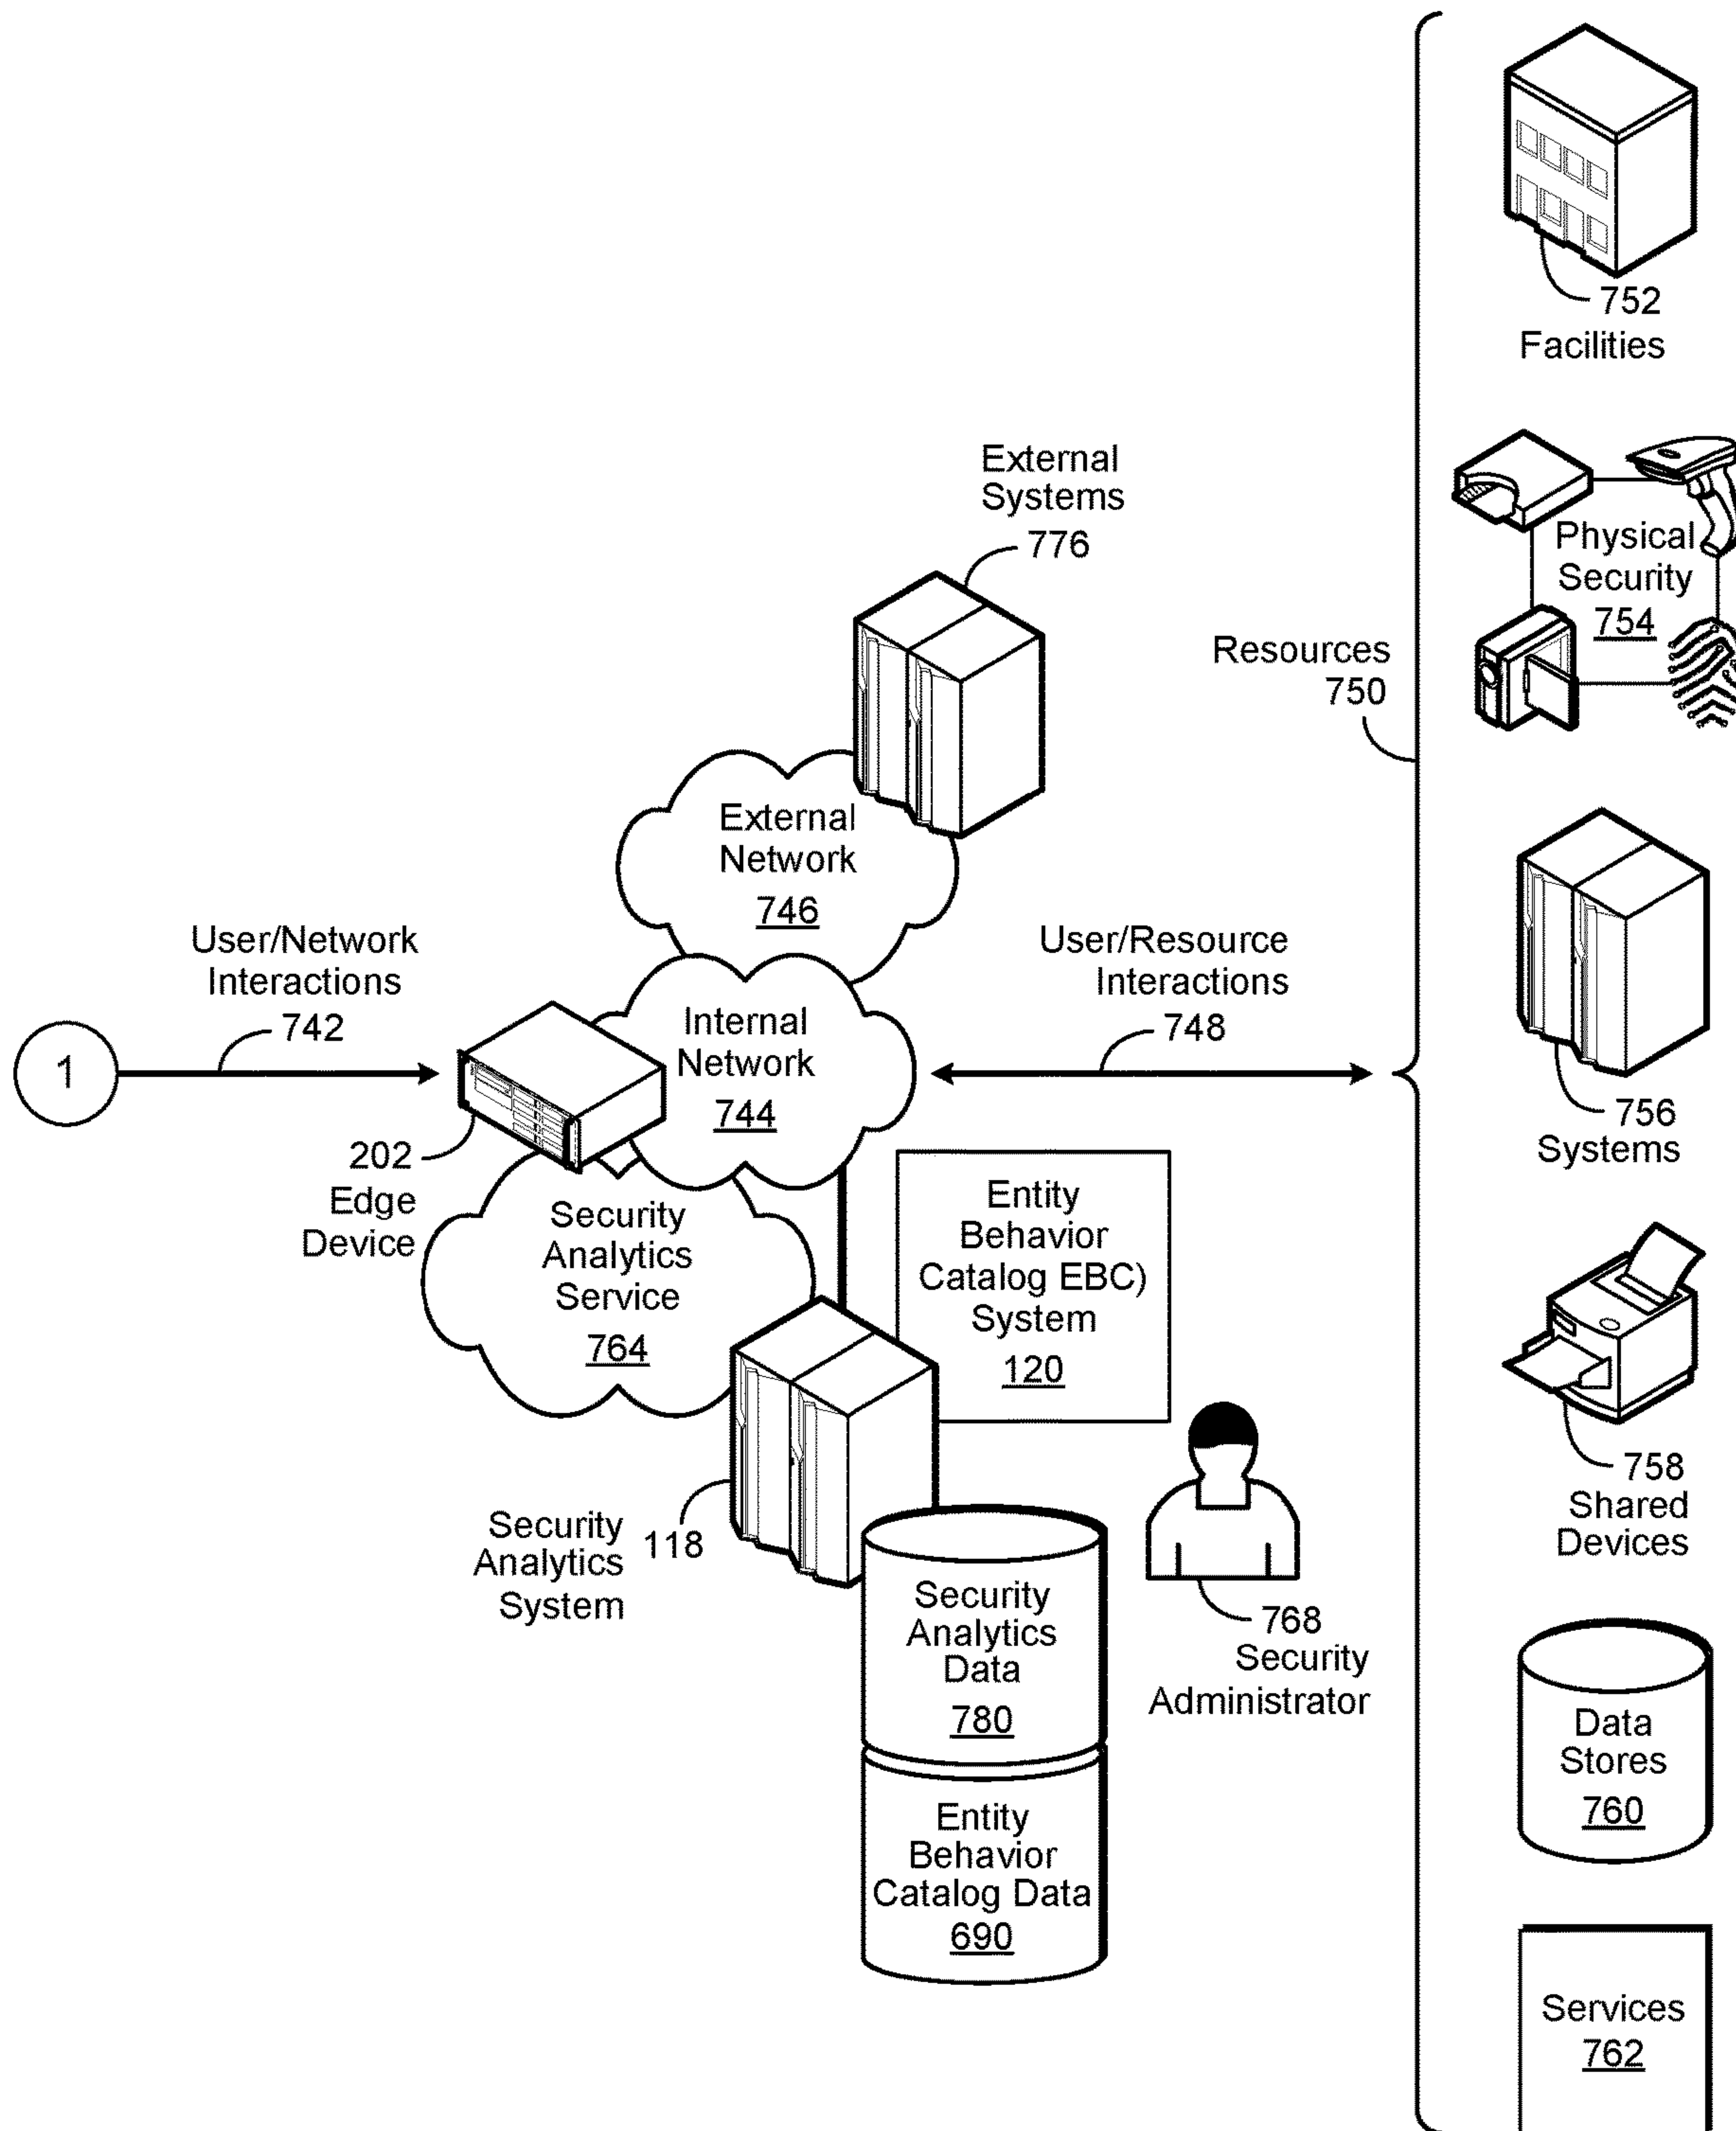 752
Facilities
External
Systems
776
Physical
Security
754
Resources
750
External
Network
746
User/Network
Interactions
742
User/Resource
Interactions
748
1
Internal
Network
744
756
Systems
202
Edge
Device
Security
Analytics
Service
764
Entity
Behavior
Catalog EBC)
System
120
758
Shared
Devices
Security
Analytics
System
118
Security
Analytics
Data
780
768
Security
Administrator
Data
Stores
760
Entity
Behavior
Catalog Data
690
Services
762